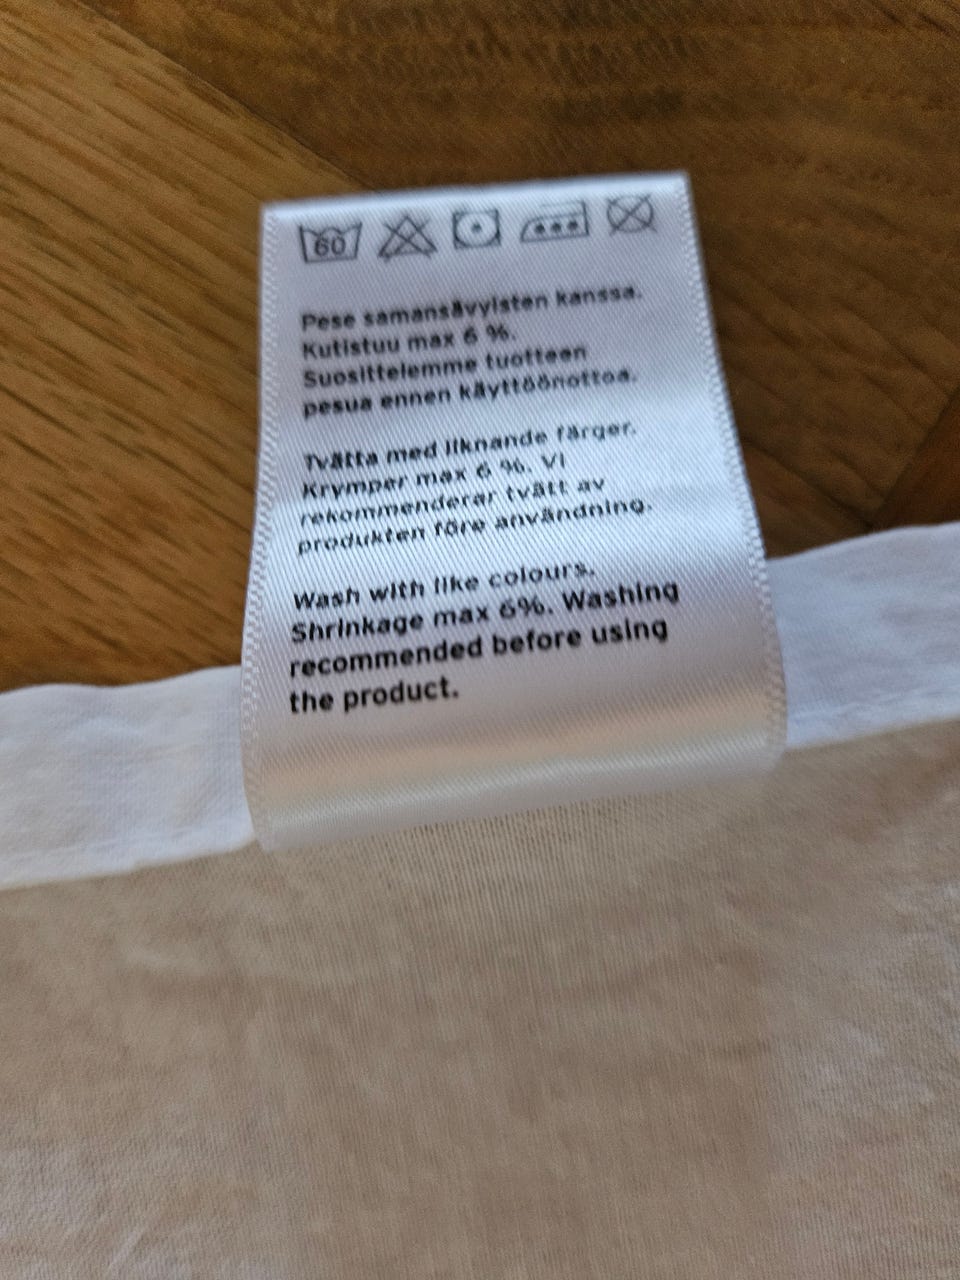 60
Pese samansävyisten kanssa.
Kutistuu max 6 %.
Suosittelemme tuotteen
pesua ennen käyttöönottoa.
Tvätta med liknande färger.
Krymper max 6 %. Vi
rekommenderar tvätt av
produkten före användning.
Wash with like colours.
Shrinkage max 6%. Washing
recommended before using
the product.